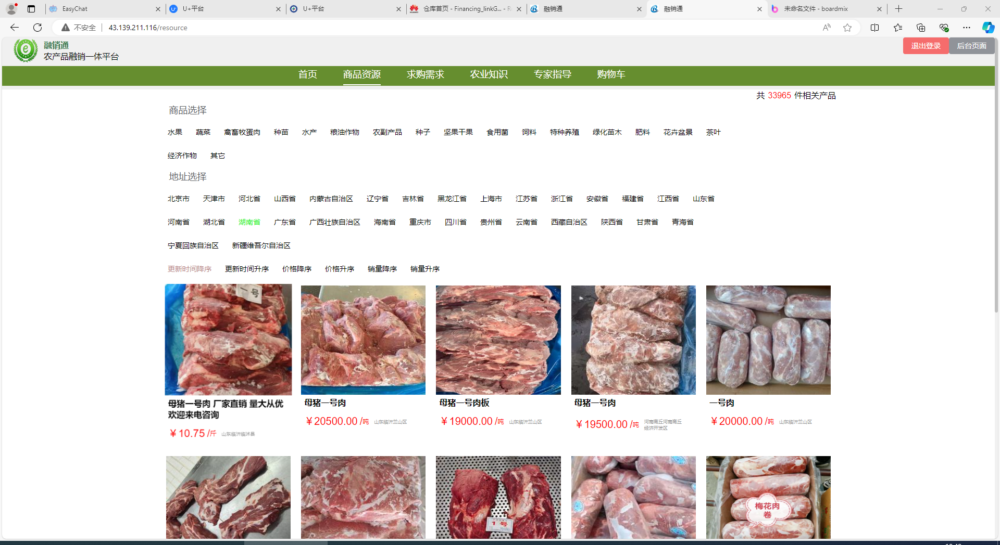 EasyChat
U+平台
U+平台
仓库首页 - Financing_linkG... - R
融销通
融销通
未命名文件 - boardmix
不安全
43.139.211.116/resource
融销通
农产品融销一体平台
退出登录
后台页面
首页 商品资源 求购需求 农业知识 专家指导 购物车
共 33965 件相关产品
商品选择
水果 蔬菜 禽畜牧蛋肉 种苗 水产 粮油作物 农副产品 种子 坚果干果 食用菌 饲料 特种养殖 绿化苗木 肥料 花卉盆景 茶叶
经济作物 其它
地址选择
北京市 天津市 河北省 山西省 内蒙古自治区 辽宁省 吉林省 黑龙江省 上海市 江苏省 浙江省 安徽省 福建省 江西省 山东省
河南省 湖北省 湖南省 广东省 广西壮族自治区 海南省 重庆市 四川省 贵州省 云南省 西藏自治区 陕西省 甘肃省 青海省
宁夏回族自治区 新疆维吾尔自治区
更新时间降序 更新时间升序 价格降序 价格升序 销量降序 销量升序
一号
母猪一号肉 厂家直销 量大从优
欢迎来电咨询
￥10.75 /斤 山东临沂临沭县
母猪一号肉
￥20500.00 /吨 山东临沂兰山区
母猪一号肉板
￥19000.00 /吨 山东临沂兰山区
母猪一号肉
￥19500.00 /吨 河南商丘河南商丘
经济开发区
一号肉
￥20000.00 /吨 山东临沂兰山区
1 号
梅花肉
卷